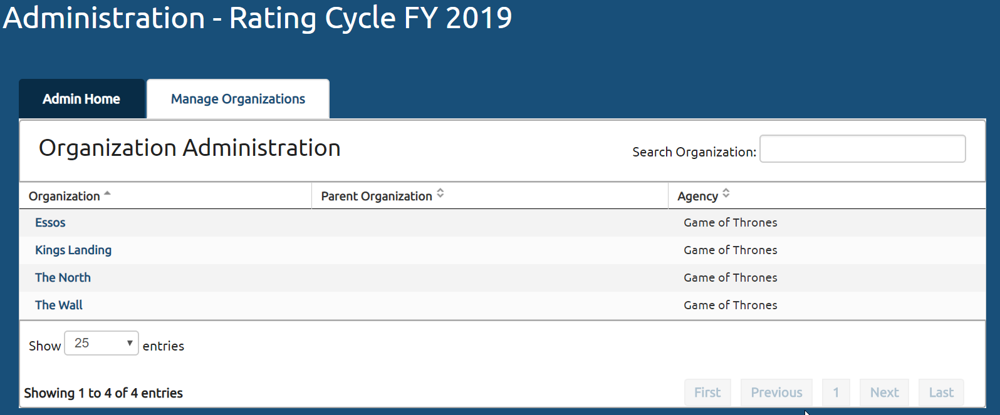 Administration - Rating Cycle FY 2019
Admin Home Manage Organizations
Organization Administration Search Organization:
Organization Parent Organization Agency
Essos Game of Thrones
Kings Landing Game of Thrones
The North Game of Thrones
The Wall Game of Thrones
Show 25 entries
Showing 1 to 4 of 4 entries First Previous 1 Next Last